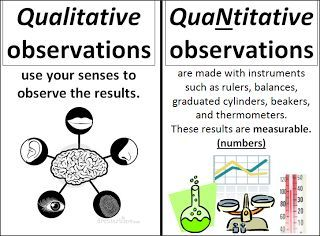 Qualitative
observations
use your senses to
observe the results.
QuaNtitative
observations
are made with instruments
such as rulers, balances,
graduated cylinders, beakers,
and thermometers.
These results are measurable.
(numbers)